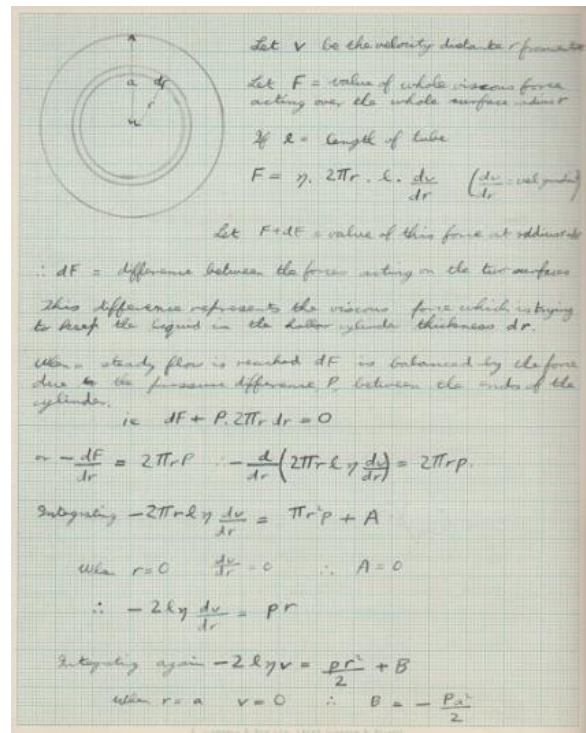 a
dr
r
Let v be the velocity distance r from
Let F = value of whole viscous force
acting over the whole surface radius r
If l = length of tube
F = η. 2πr . l. dv/dr (dv/dr = vel gradient)
Let F+dF = value of this force at radius
∴ dF = difference between the forces acting on the two surfaces
This difference represents the viscous force which is trying
to keep the liquid in the hollow cylinder thickness dr.
When steady flow is reached dF is balanced by the force
due to the pressure difference P between the ends of the
cylinder.
ie dF + P. 2πr dr = 0
or - dF/dr = 2πrP ∴ - d/dr (2πr l η dv/dr) = 2πrp.
Integrating - 2πr l η dv/dr = πr²p + A
When r = 0 dv/dr = 0 ∴ A = 0
∴ - 2 l η dv/dr = pr
Integrating again - 2 l η v = pr²/2 + B
When r = a v = 0 ∴ B = - Pa²/2